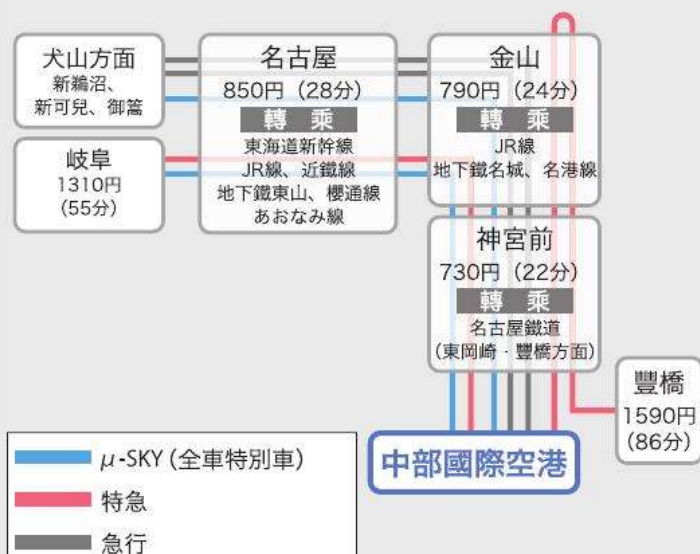 犬山方面
新鵜沼、
新可兒、御嵩
岐阜
1310円
(55分)
名古屋
850円（28分）
轉 乘
東海道新幹線
JR線、近鐵線
地下鐵東山、櫻通線
あおなみ線
金山
790円（24分）
轉 乘
JR線
地下鐵名城、名港線
神宮前
730円（22分）
轉 乘
名古屋鐵道
(東岡崎・豐橋方面)
豐橋
1590円
(86分)
中部國際空港
μ-SKY (全車特別車)
特急
急行